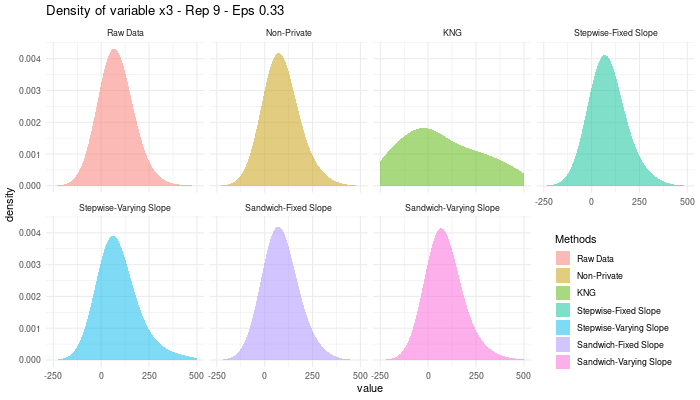 Density of variable x3 - Rep 9 - Eps 0.33
Raw Data
Non-Private
KNG
Stepwise-Fixed Slope
0.004
0.003
0.002
0.001
0.000
-250
0
250
500
density
Stepwise-Varying Slope
Sandwich-Fixed Slope
Sandwich-Varying Slope
0.004
0.003
0.002
0.001
0.000
-250
0
250
500
-250
0
250
500
-250
0
250
500
value
Methods
Raw Data
Non-Private
KNG
Stepwise-Fixed Slope
Stepwise-Varying Slope
Sandwich-Fixed Slope
Sandwich-Varying Slope